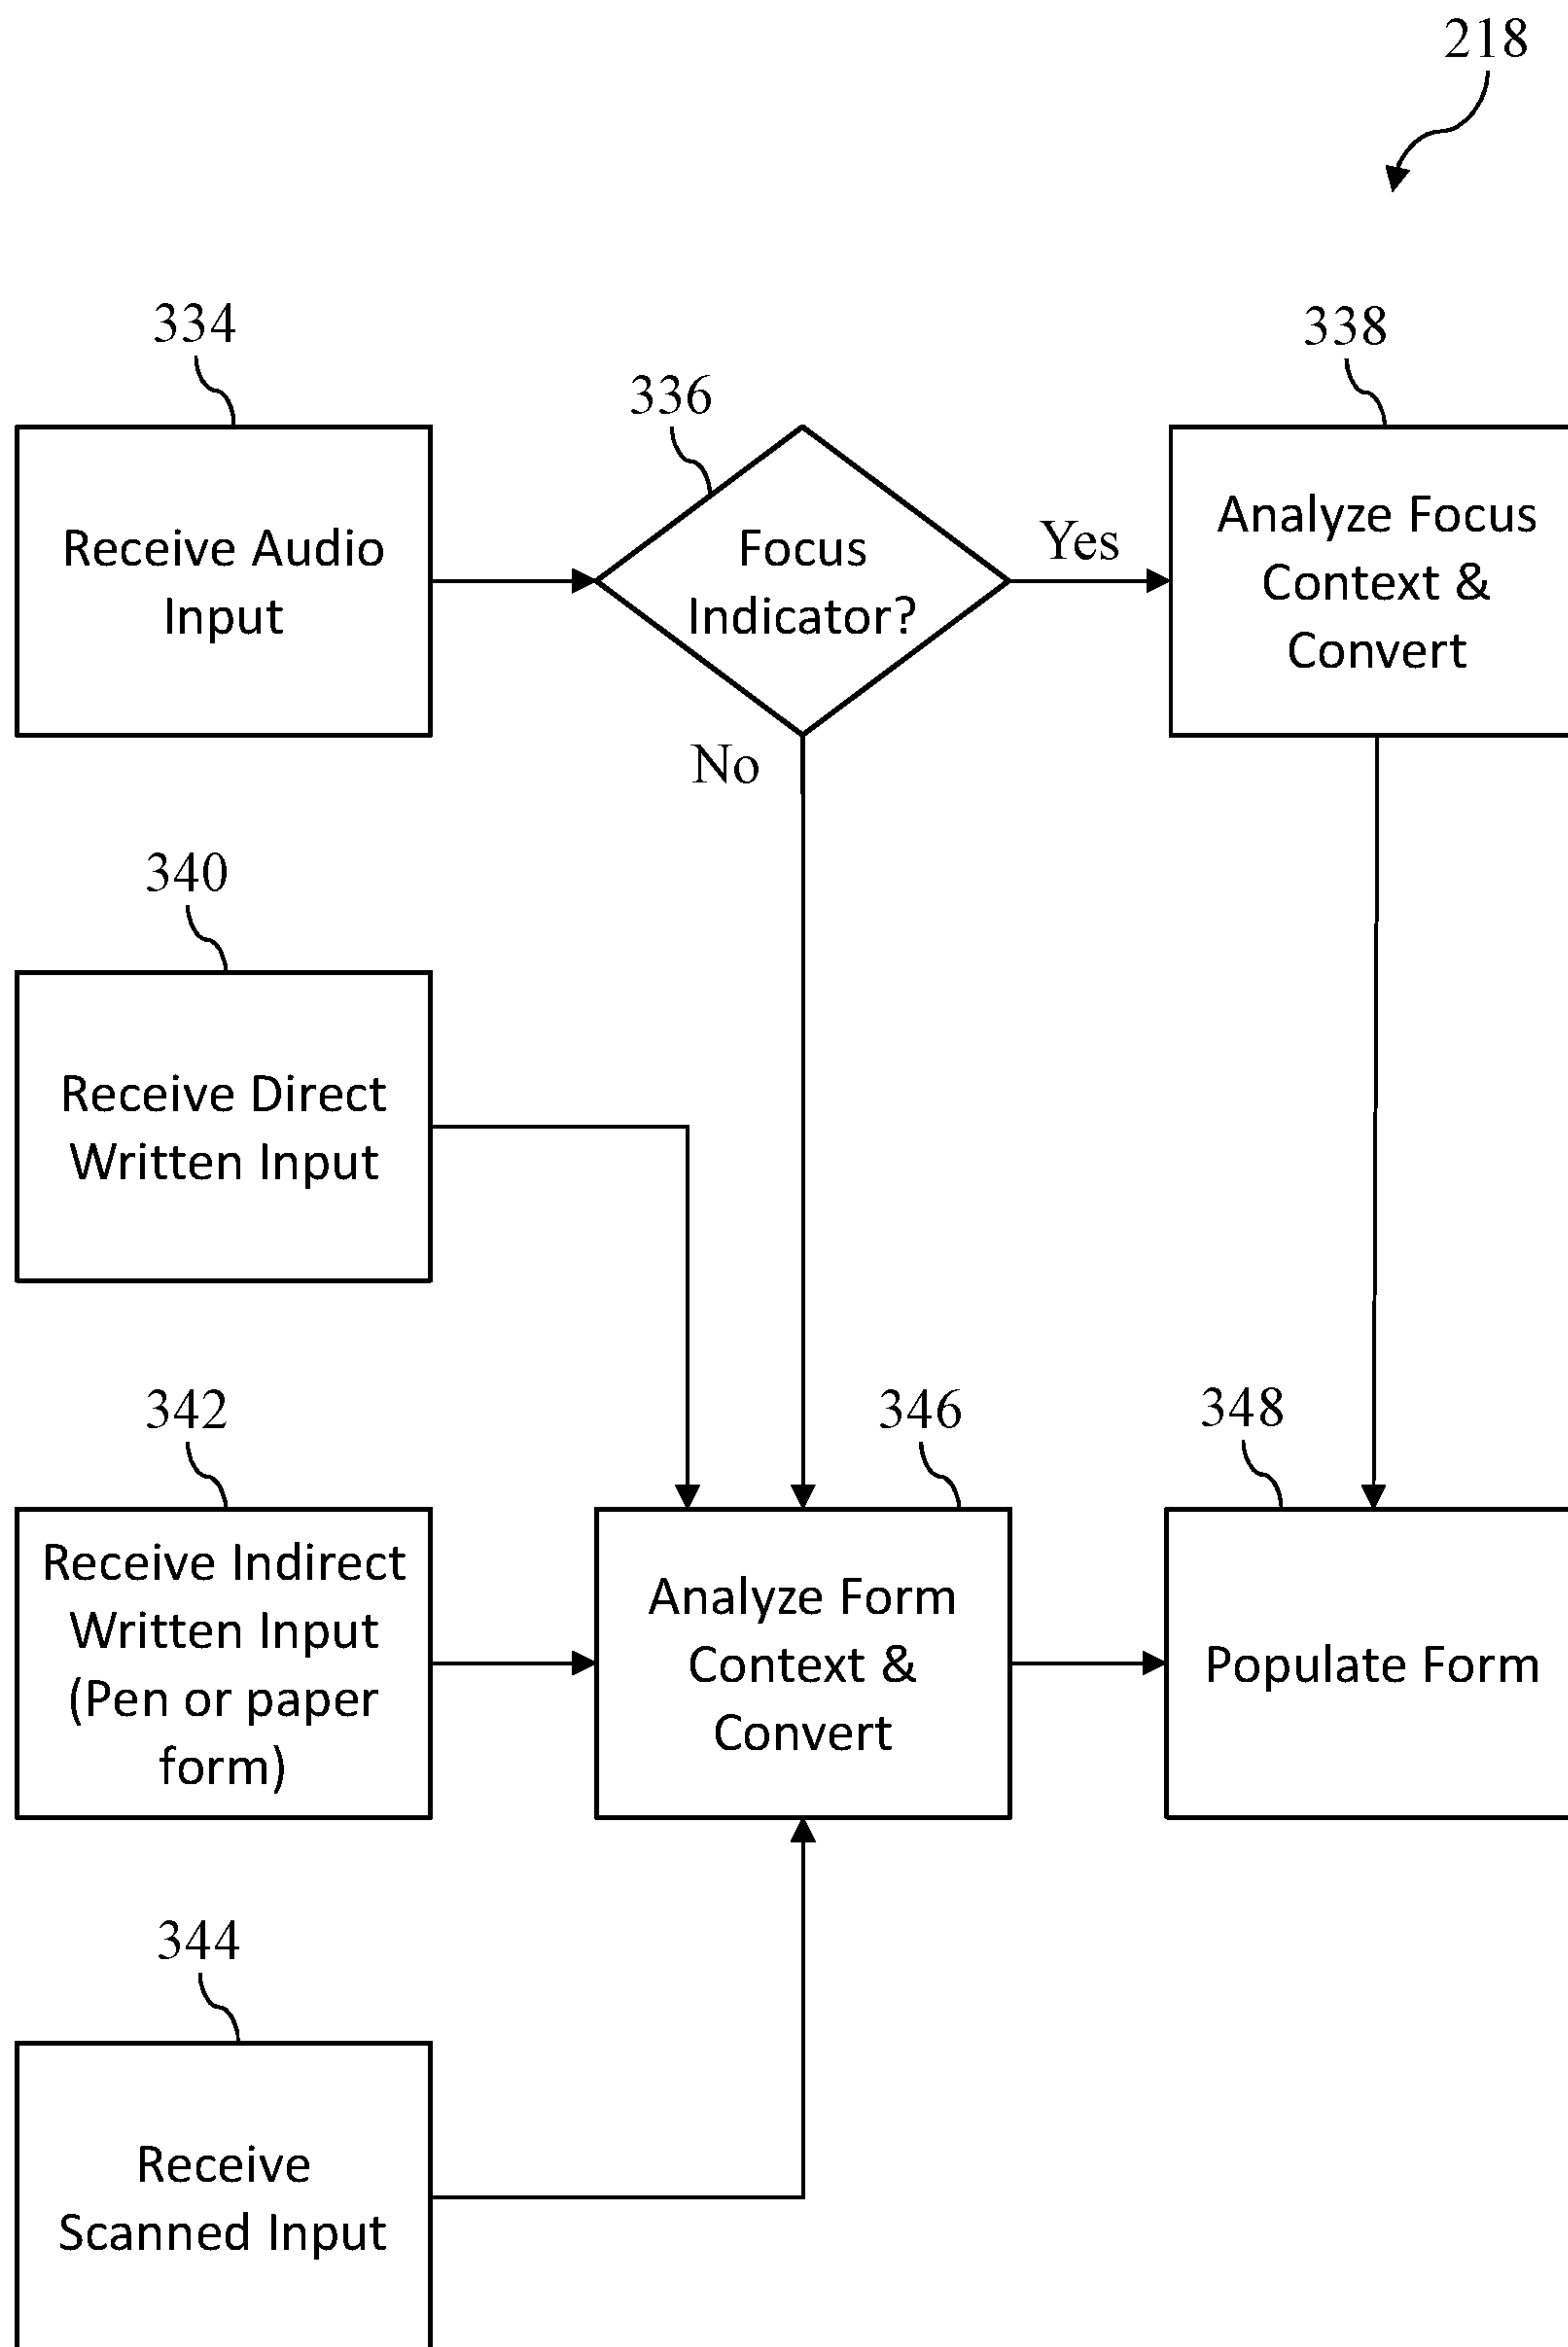 218
334
336
338
Receive Audio
Input
Focus
Indicator?
Yes
No
Analyze Focus
Context &
Convert
340
Receive Direct
Written Input
342
346
348
Receive Indirect
Written Input
(Pen or paper
form)
Analyze Form
Context &
Convert
Populate Form
344
Receive
Scanned Input